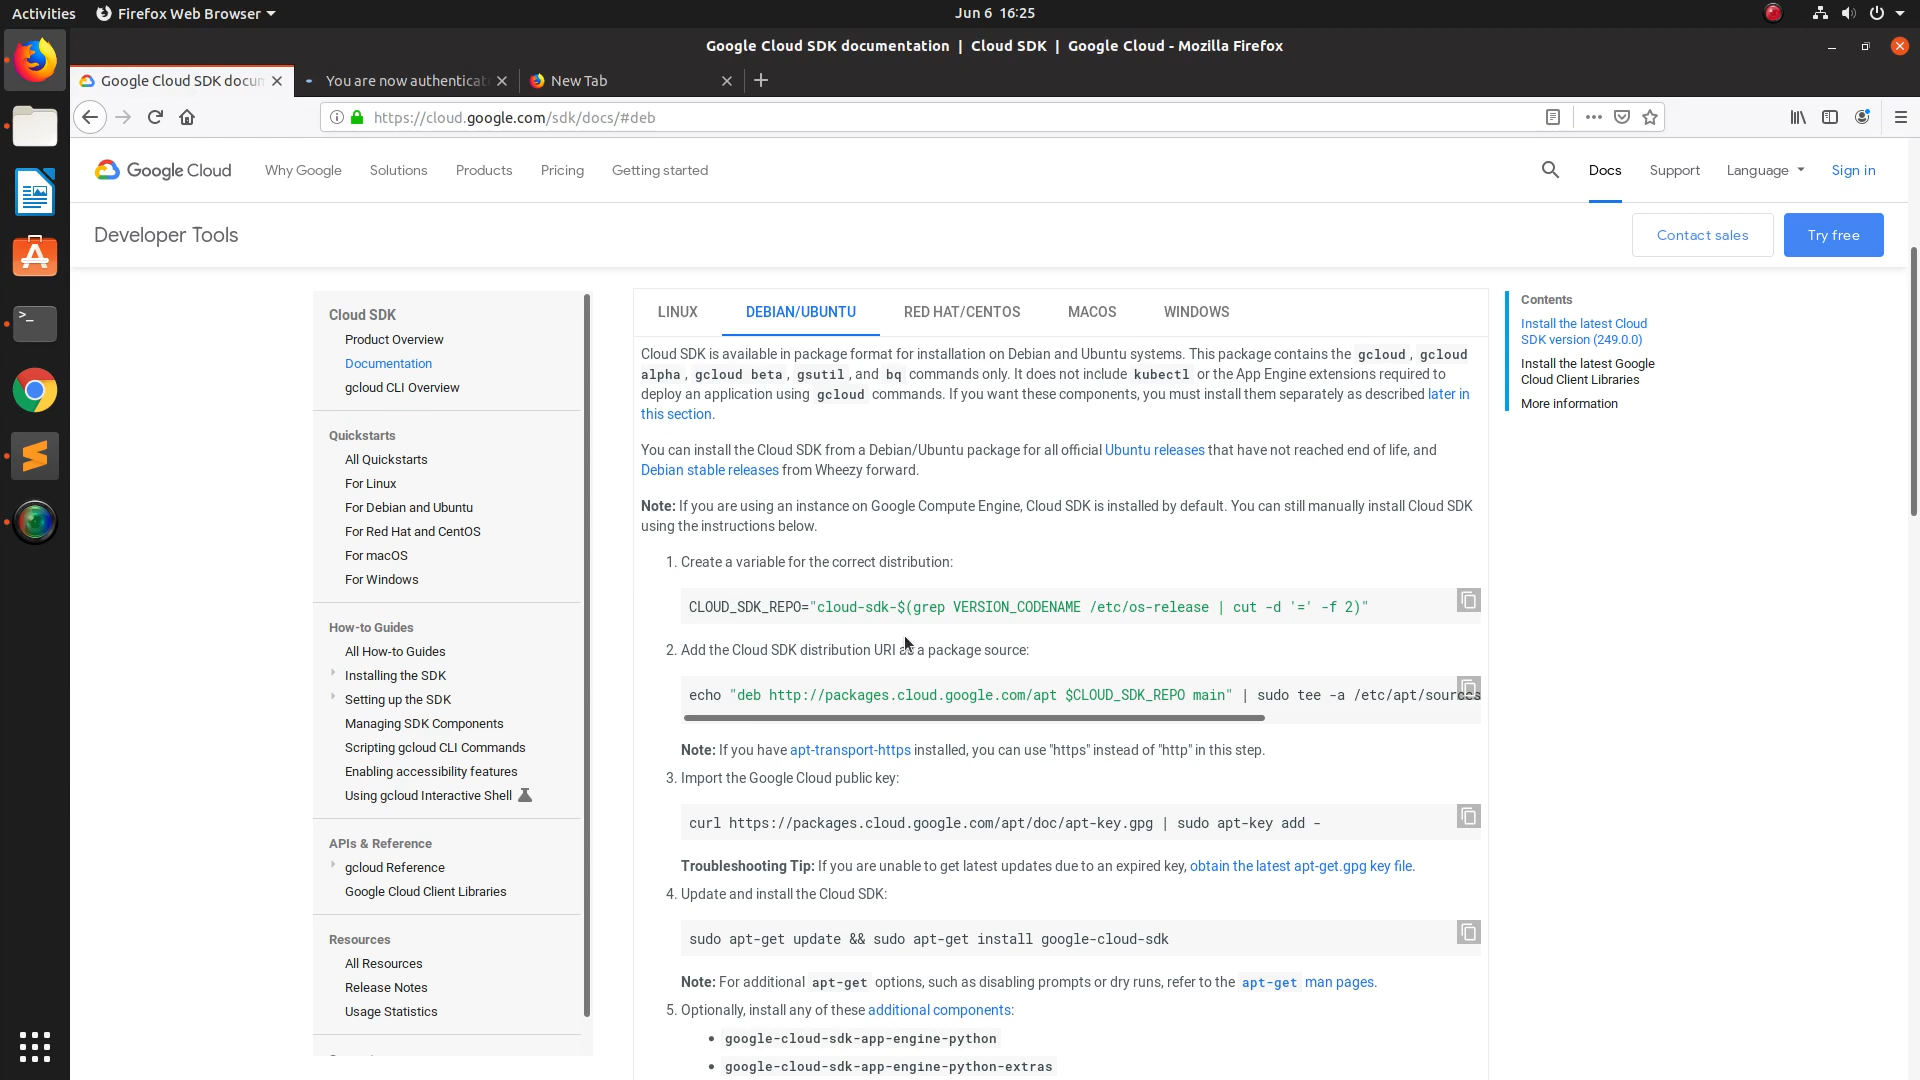 Activities
Firefox Web Browser
Jun 6 16:25
Google Cloud SDK documentation | Cloud SDK | Google Cloud - Mozilla Firefox
Google Cloud SDK docum
You are now authenticat
New Tab
https://cloud.google.com/sdk/docs/#deb
Google Cloud
Why Google
Solutions
Products
Pricing
Getting started
Docs
Support
Language
Sign in
Developer Tools
Contact sales
Try free
Cloud SDK
Product Overview
Documentation
gcloud CLI Overview
Quickstarts
All Quickstarts
For Linux
For Debian and Ubuntu
For Red Hat and CentOS
For macOS
For Windows
How-to Guides
All How-to Guides
Installing the SDK
Setting up the SDK
Managing SDK Components
Scripting gcloud CLI Commands
Enabling accessibility features
Using gcloud Interactive Shell
APIs & Reference
gcloud Reference
Google Cloud Client Libraries
Resources
All Resources
Release Notes
Usage Statistics
LINUX
DEBIAN/UBUNTU
RED HAT/CENTOS
MACOS
WINDOWS
Cloud SDK is available in package format for installation on Debian and Ubuntu systems. This package contains the gcloud, gcloud
alpha, gcloud beta, gsutil, and bq commands only. It does not include kubectl or the App Engine extensions required to
deploy an application using gcloud commands. If you want these components, you must install them separately as described later in
this section.
You can install the Cloud SDK from a Debian/Ubuntu package for all official Ubuntu releases that have not reached end of life, and
Debian stable releases from Wheezy forward.
Note: If you are using an instance on Google Compute Engine, Cloud SDK is installed by default. You can still manually install Cloud SDK
using the instructions below.
1. Create a variable for the correct distribution:
CLOUD_SDK_REPO="cloud-sdk-$(grep VERSION_CODENAME /etc/os-release | cut -d '=' -f 2)"
2. Add the Cloud SDK distribution URI as a package source:
echo "deb http://packages.cloud.google.com/apt $CLOUD_SDK_REPO main" | sudo tee -a /etc/apt/sources
Note: If you have apt-transport-https installed, you can use "https" instead of "http" in this step.
3. Import the Google Cloud public key:
curl https://packages.cloud.google.com/apt/doc/apt-key.gpg | sudo apt-key add -
Troubleshooting Tip: If you are unable to get latest updates due to an expired key, obtain the latest apt-get.gpg key file.
4. Update and install the Cloud SDK:
sudo apt-get update && sudo apt-get install google-cloud-sdk
Note: For additional apt-get options, such as disabling prompts or dry runs, refer to the apt-get man pages.
5. Optionally, install any of these additional components:
• google-cloud-sdk-app-engine-python
• google-cloud-sdk-app-engine-python-extras
Contents
Install the latest Cloud
SDK version (249.0.0)
Install the latest Google
Cloud Client Libraries
More information